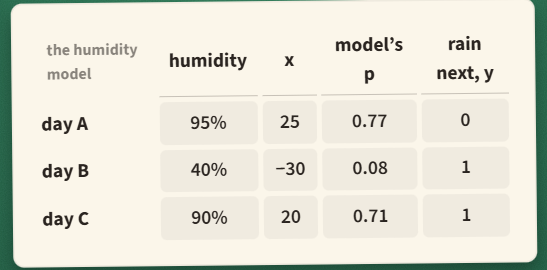 the humidity model humidity x model’s p rain next, y
day A 95% 25 0.77 0
day B 40% −30 0.08 1
day C 90% 20 0.71 1